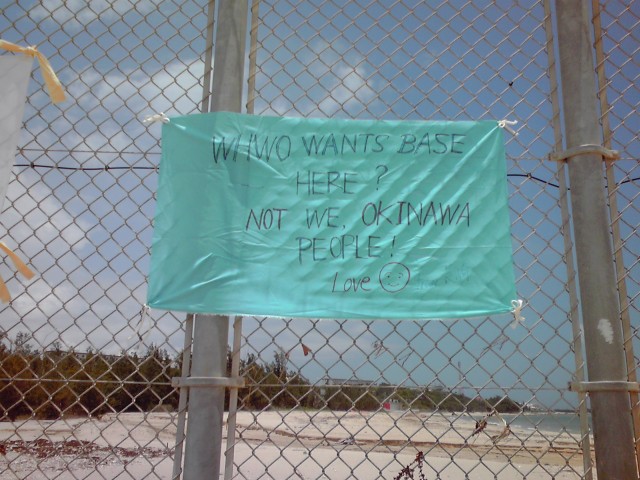 WHWO WANTS BASE
HERE?
NOT WE, OKINAWA
PEOPLE!
Love